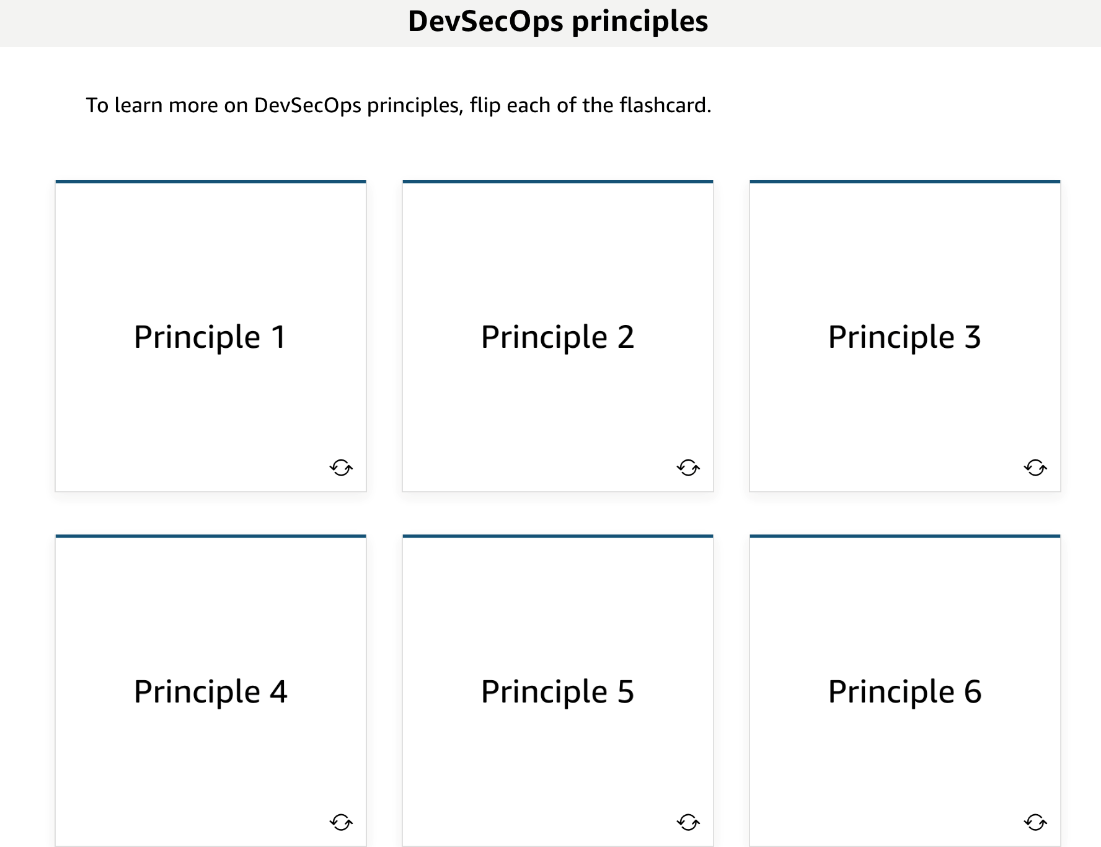 DevSecOps principles
To learn more on DevSecOps principles, flip each of the flashcard.
Principle 1
Principle 2
Principle 3
Principle 4
Principle 5
Principle 6